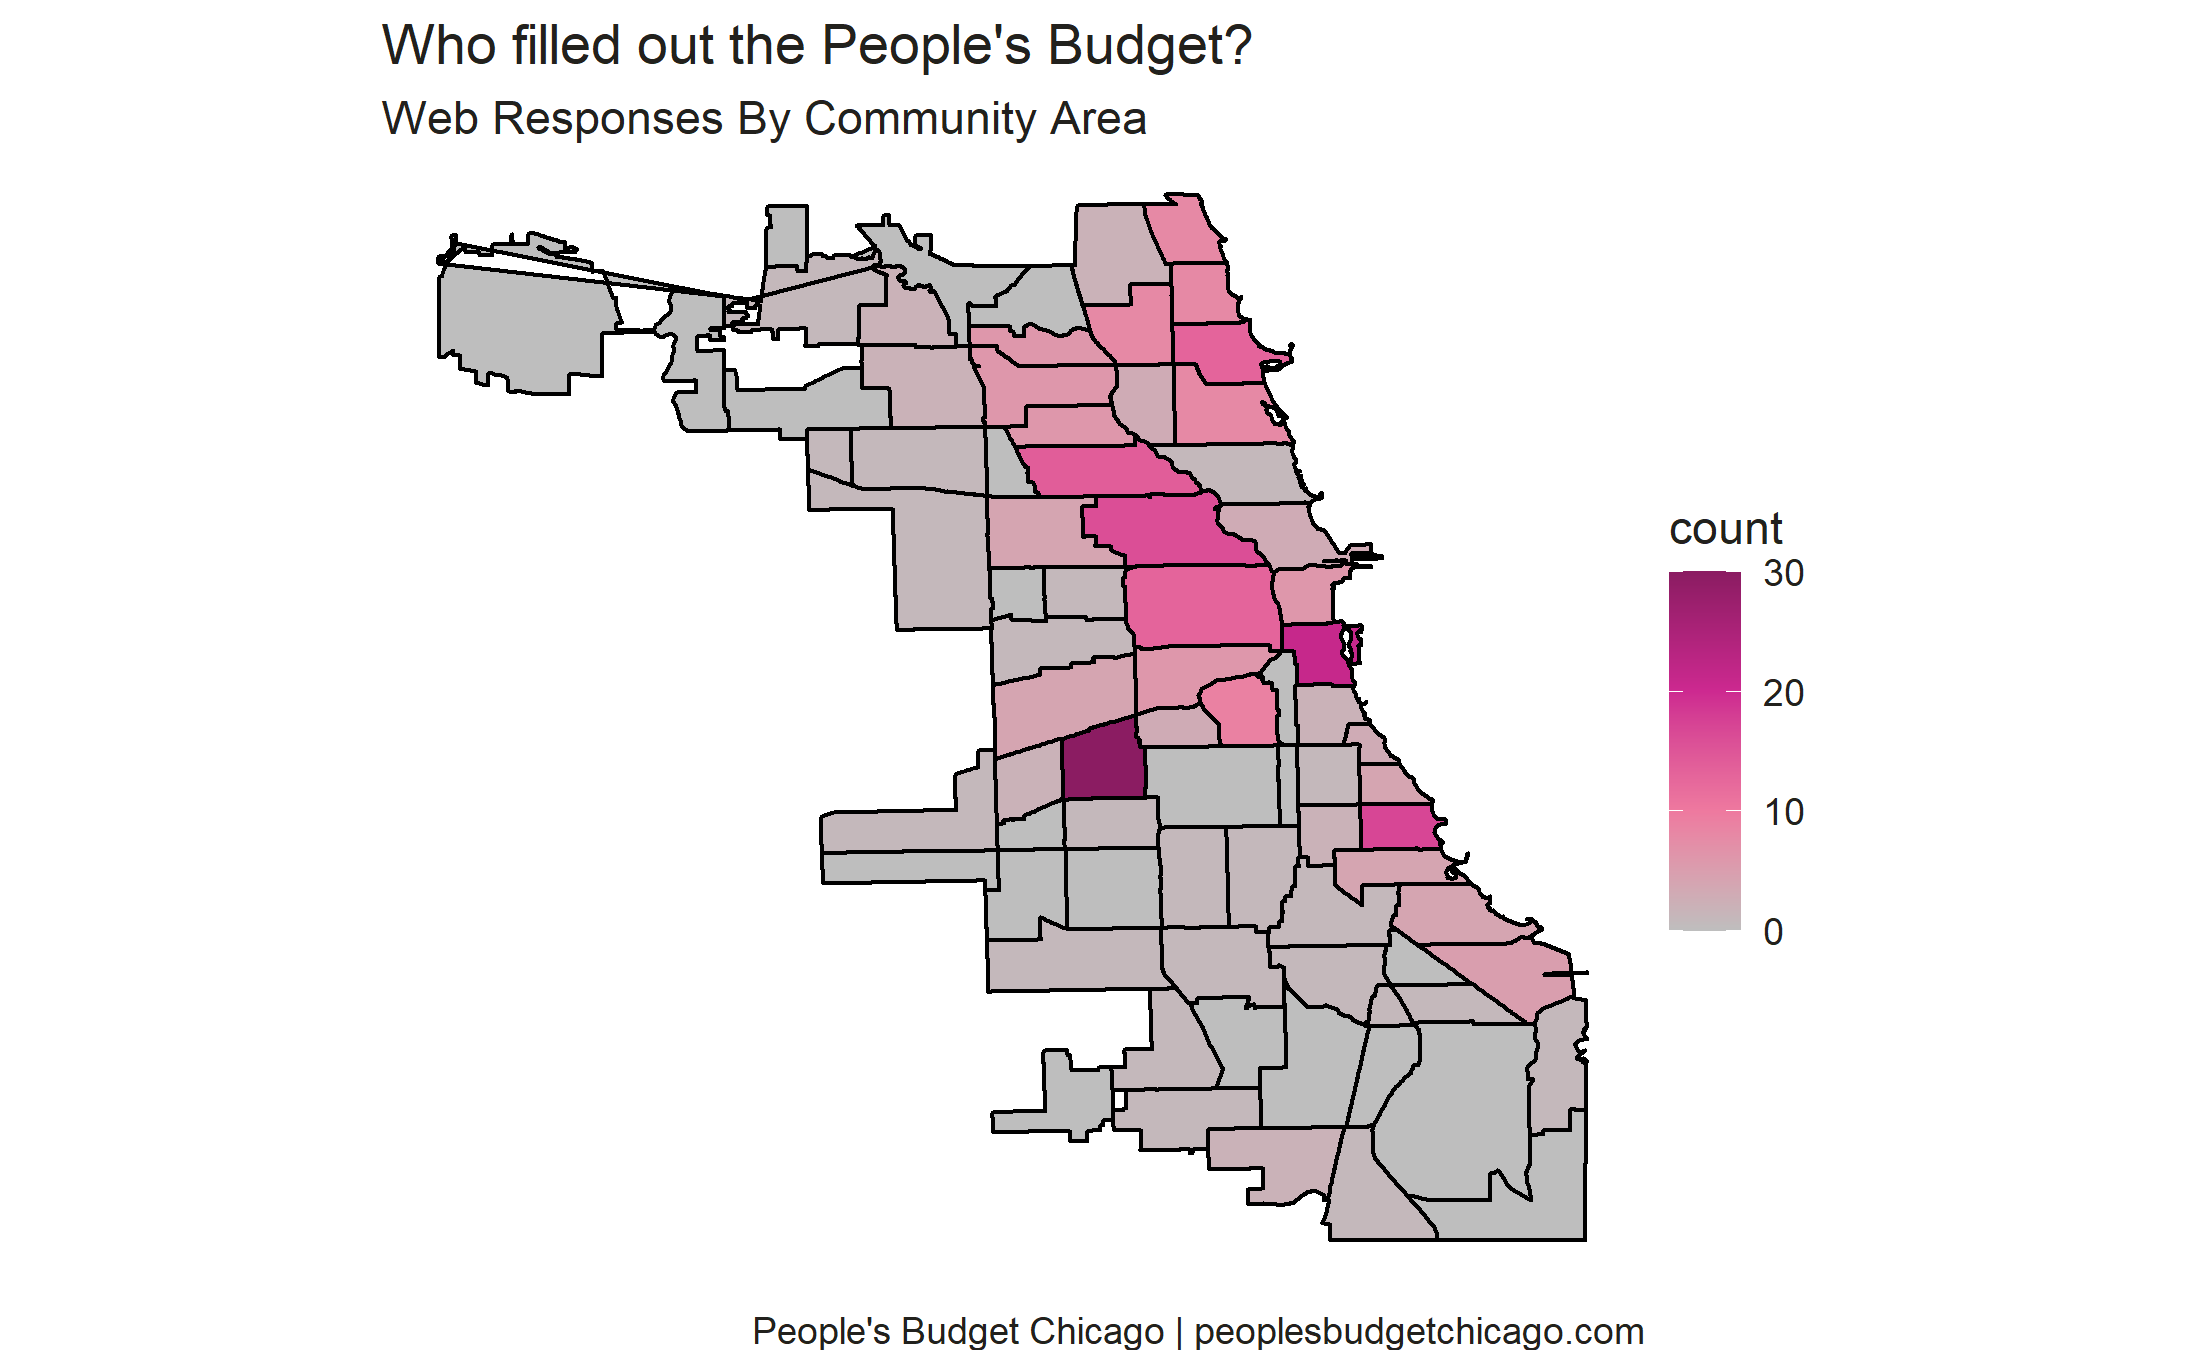 Who filled out the People's Budget?
Web Responses By Community Area
count
30
20
10
0
People's Budget Chicago | peoplesbudgetchicago.com